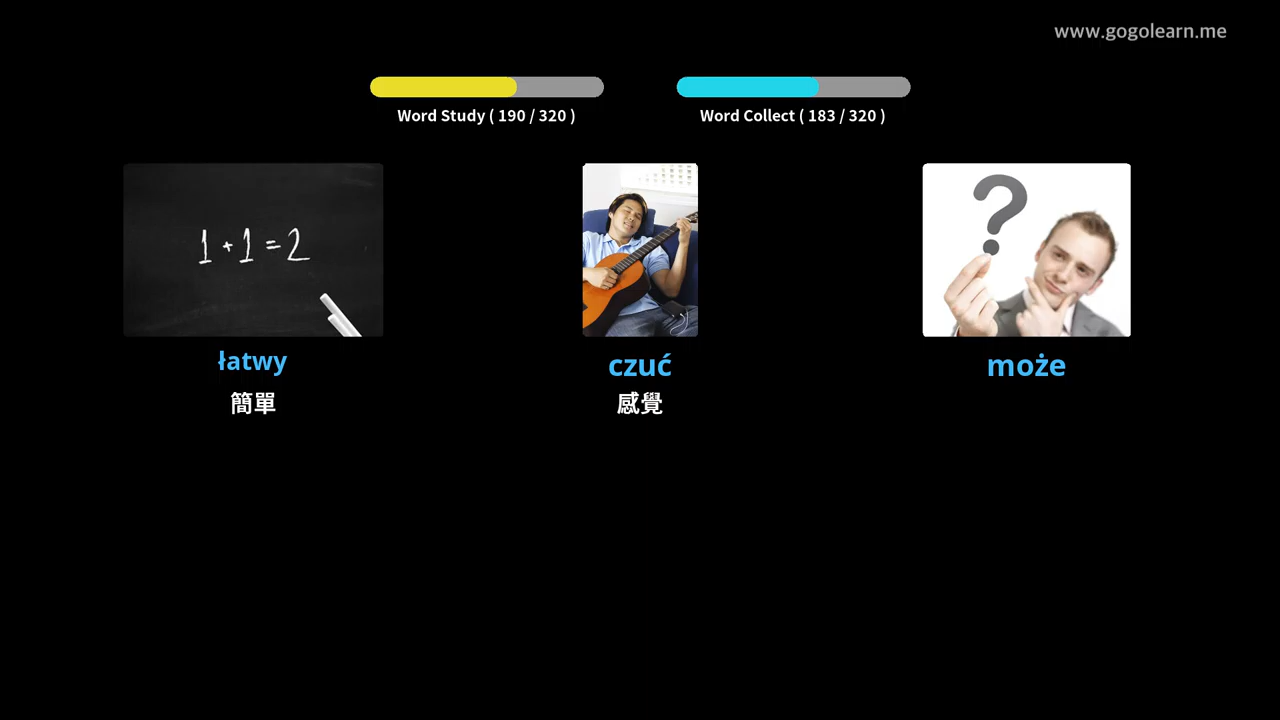 www.gogolearn.me
Word Study ( 190 / 320 )
Word Collect ( 183 / 320 )
1 + 1 = 2
?
łatwy
czuć
może
簡單
感覺